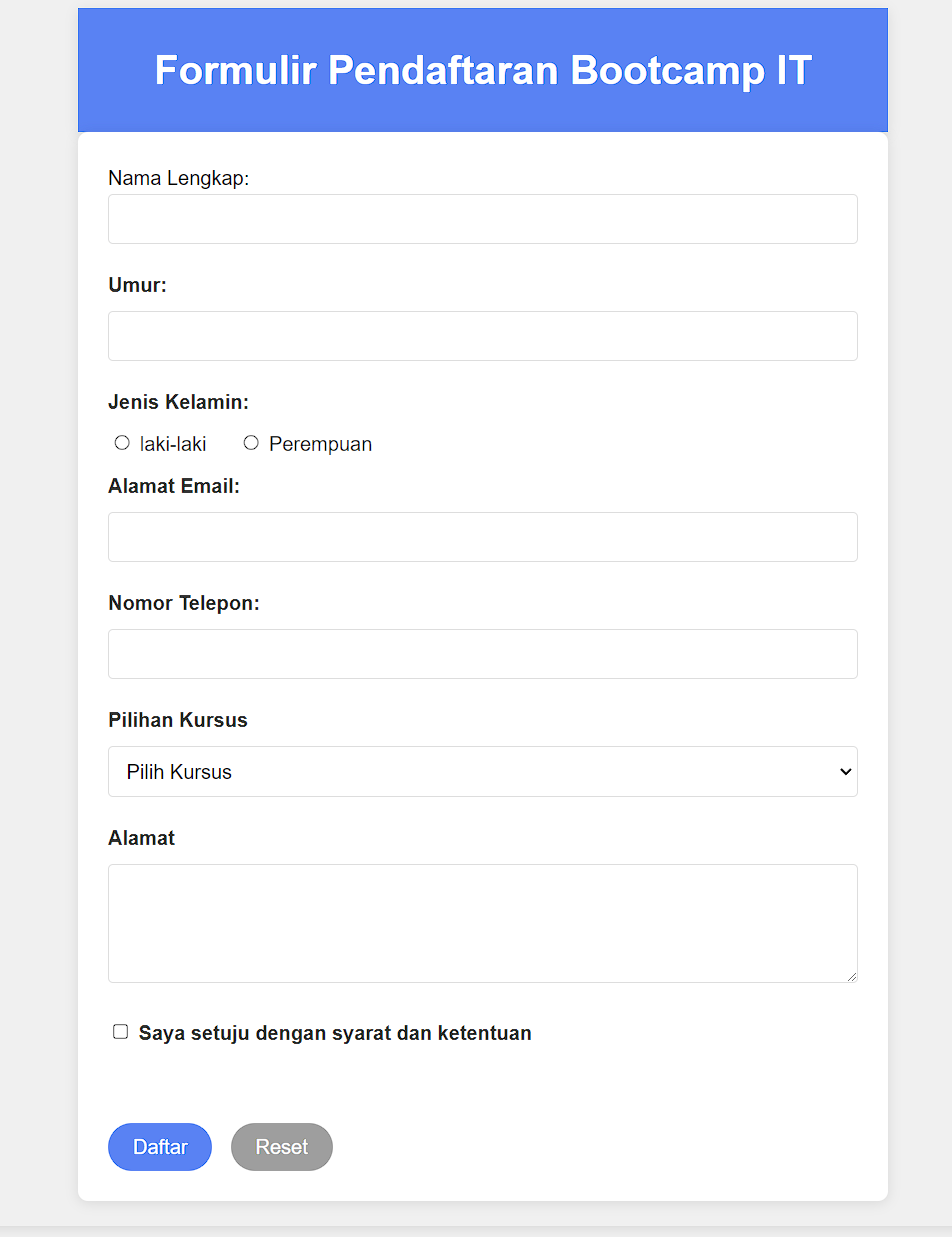 Formulir Pendaftaran Bootcamp IT
Nama Lengkap:
Umur:
Jenis Kelamin:
laki-laki Perempuan
Alamat Email:
Nomor Telepon:
Pilihan Kursus
Pilih Kursus
Alamat
Saya setuju dengan syarat dan ketentuan
Daftar Reset